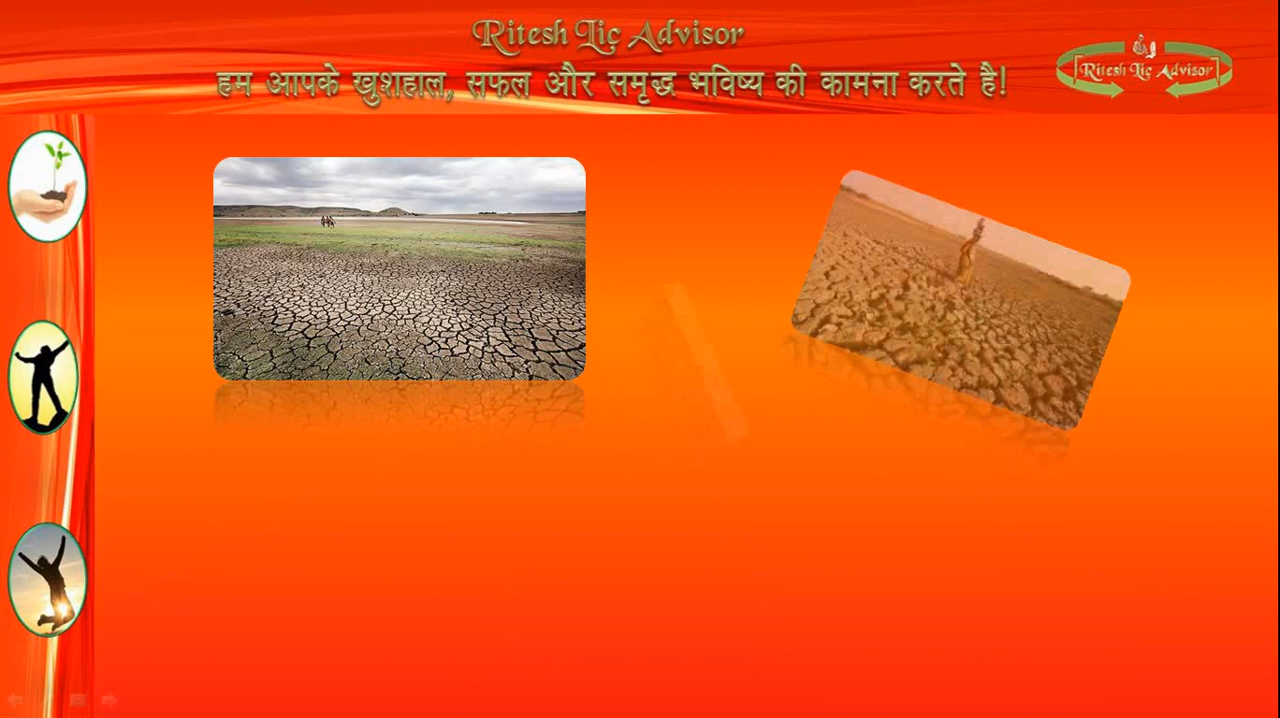 Ritesh Lic Advisor
हम आपके खुशहाल, सफल और समृद्ध भविष्य की कामना करते है!
Ritesh Lic Advisor